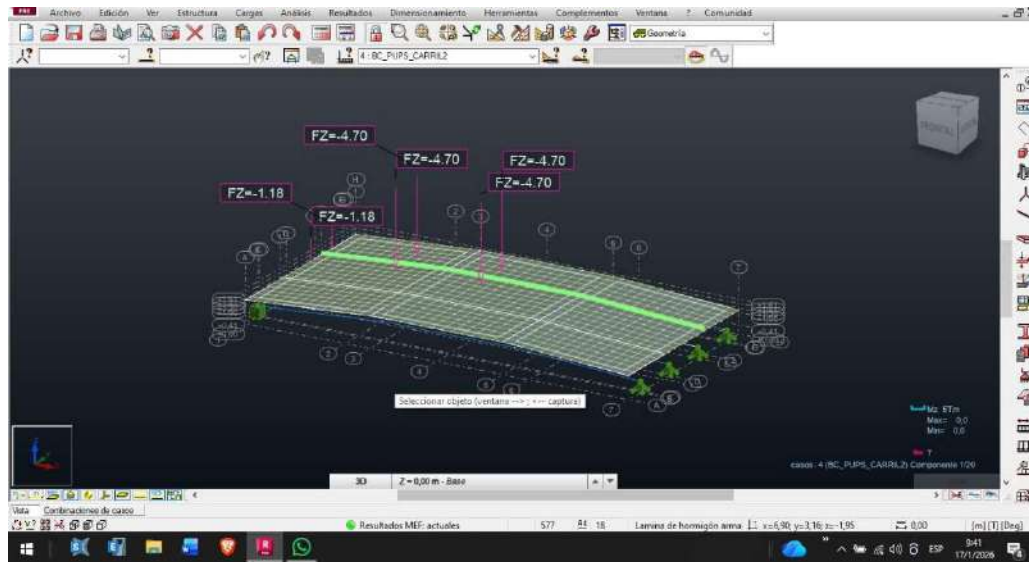 PRO Archivo Edición Ver Estructura Cargas Análisis Resultados Dimensionamiento Herramientas Complementos Ventana ? Comunidad
Geometría
4 : BC_PUPS_CARRIL2
FRONTAL
FZ=-4.70
FZ=-4.70
FZ=-4.70
FZ=-4.70
FZ=-1.18
FZ=-1.18
Seleccionar objeto (ventana --> ; <-- captura)
Max= 0,0
Min= 0,0
casos: 4 (BC_PUPS_CARRIL2) Componente 1/20
3D Z = 0,00 m - Base
Vista Combinaciones de casos
Resultados MEF: actuales 577 18 Lamina de hormigón arma x=6,90; y=3,16; z=-1,95 0,00 [m] [T] [Deg]
ESP
9:41
17/1/2026